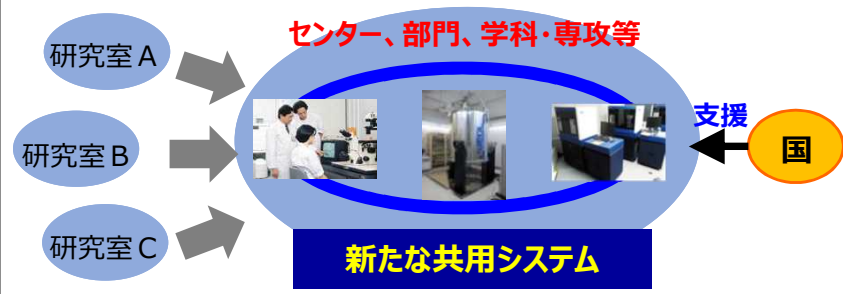 センター、部門、学科・専攻等
研究室A
研究室B
研究室C
支援
国
新たな共用システム